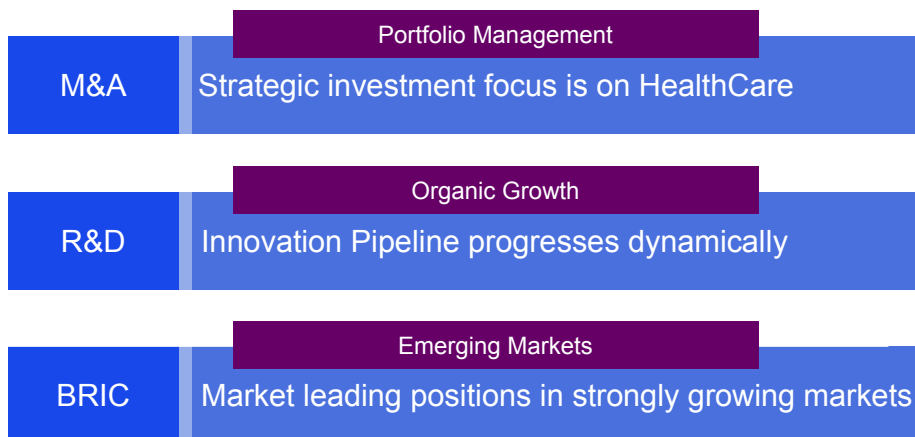 Portfolio Management
M&A
Strategic investment focus is on HealthCare
Organic Growth
R&D
Innovation Pipeline progresses dynamically
Emerging Markets
BRIC
Market leading positions in strongly growing markets